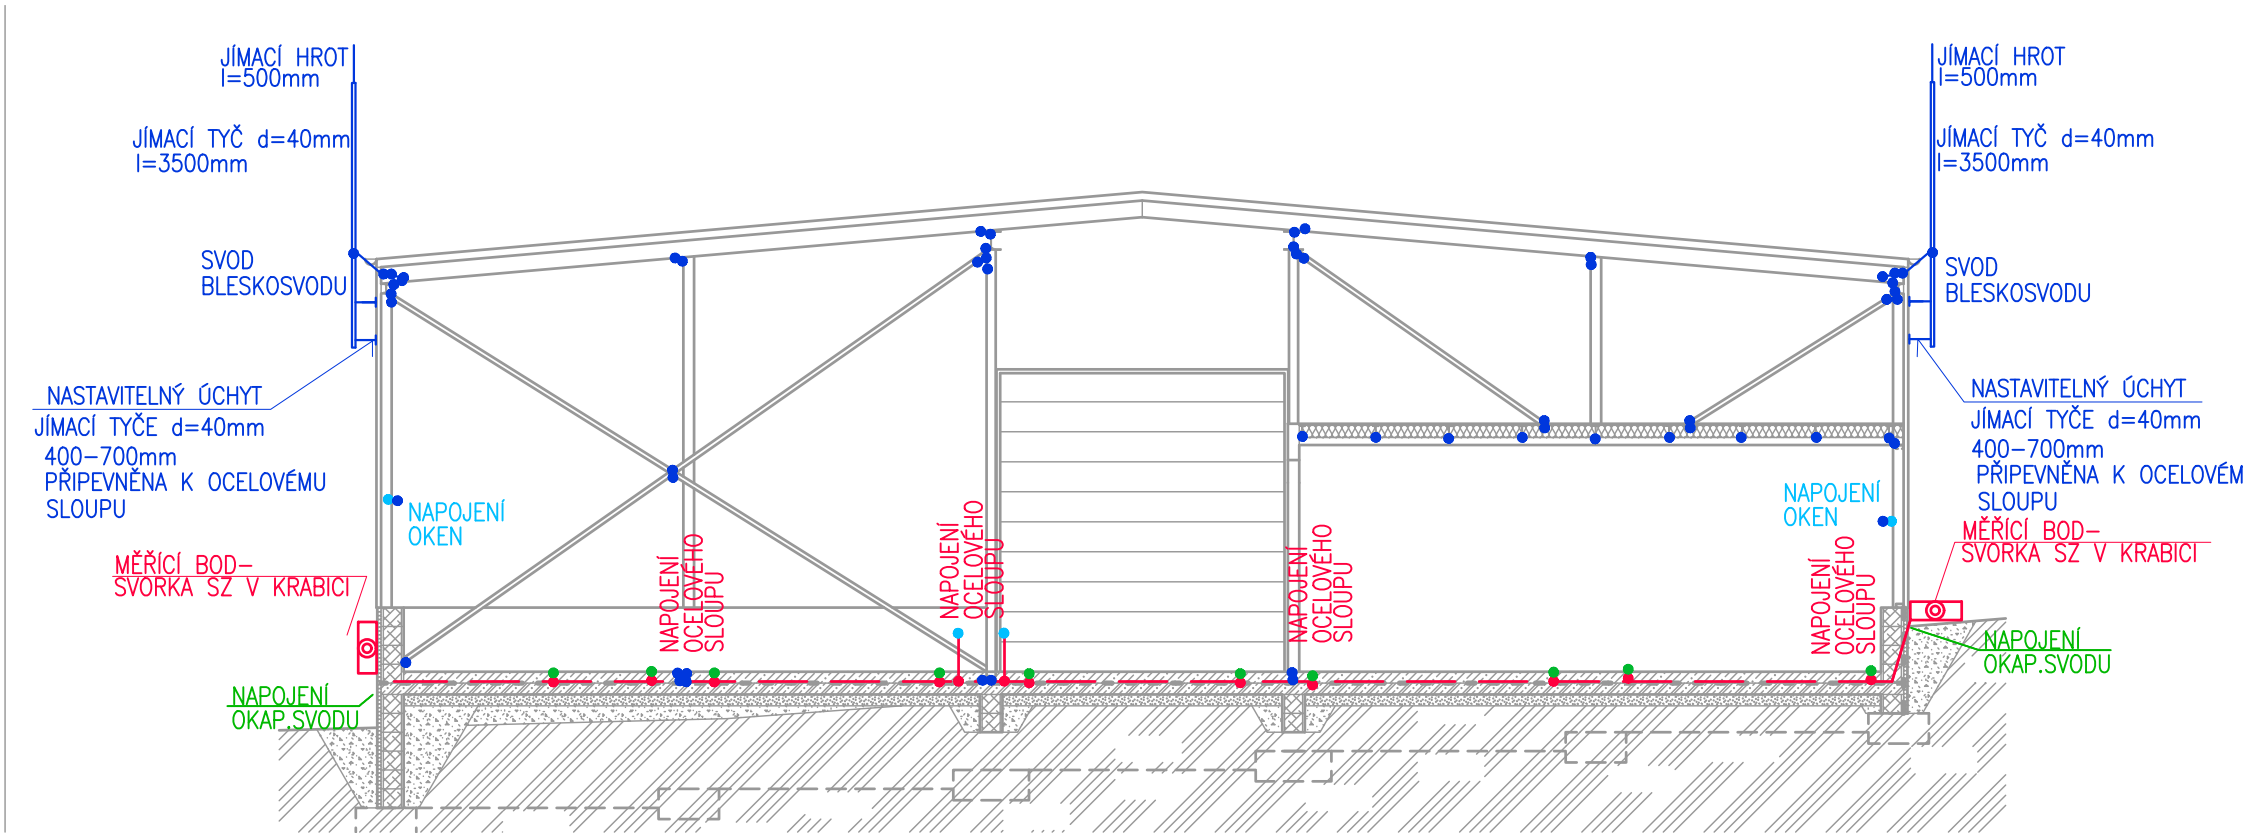 JÍMACÍ HROT
l=500mm
JÍMACÍ TYČ d=40mm
l=3500mm
SVOD
BLESKOSVODU
NASTAVITELNÝ ÚCHYT
JÍMACÍ TYČE d=40mm
400-700mm
PŘIPEVNĚNA K OCELOVÉMU
SLOUPU
NAPOJENÍ
OKEN
MĚŘÍCÍ BOD-
SVORKA SZ V KRABICI
NAPOJENÍ
OKAP.SVODU
NAPOJENÍ
OCELOVÉHO
SLOUPU
NAPOJENÍ
OCELOVÉHO
SLOUPU
NAPOJENÍ
OCELOVÉHO
SLOUPU
NAPOJENÍ
OCELOVÉHO
SLOUPU
JÍMACÍ HROT
l=500mm
JÍMACÍ TYČ d=40mm
l=3500mm
SVOD
BLESKOSVODU
NASTAVITELNÝ ÚCHYT
JÍMACÍ TYČE d=40mm
400-700mm
PŘIPEVNĚNA K OCELOVÉM
SLOUPU
NAPOJENÍ
OKEN
MĚŘÍCÍ BOD-
SVORKA SZ V KRABICI
NAPOJENÍ
OKAP.SVODU